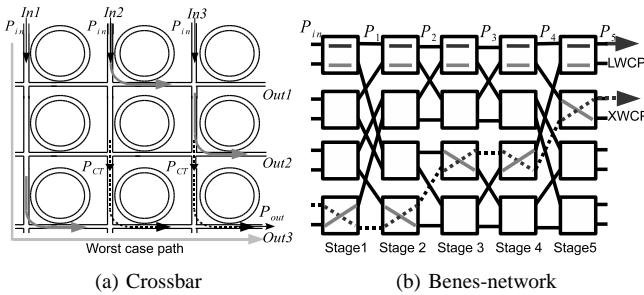 In1 In2 In3
P_in P_in P_in
Out1
Out2
P_CT P_CT
P_out
Out3
Worst case path
(a) Crossbar
P_in P_1 P_2 P_3 P_4 P_5
LWCP
XWCP
Stage1 Stage 2 Stage 3 Stage 4 Stage5
(b) Benes-network